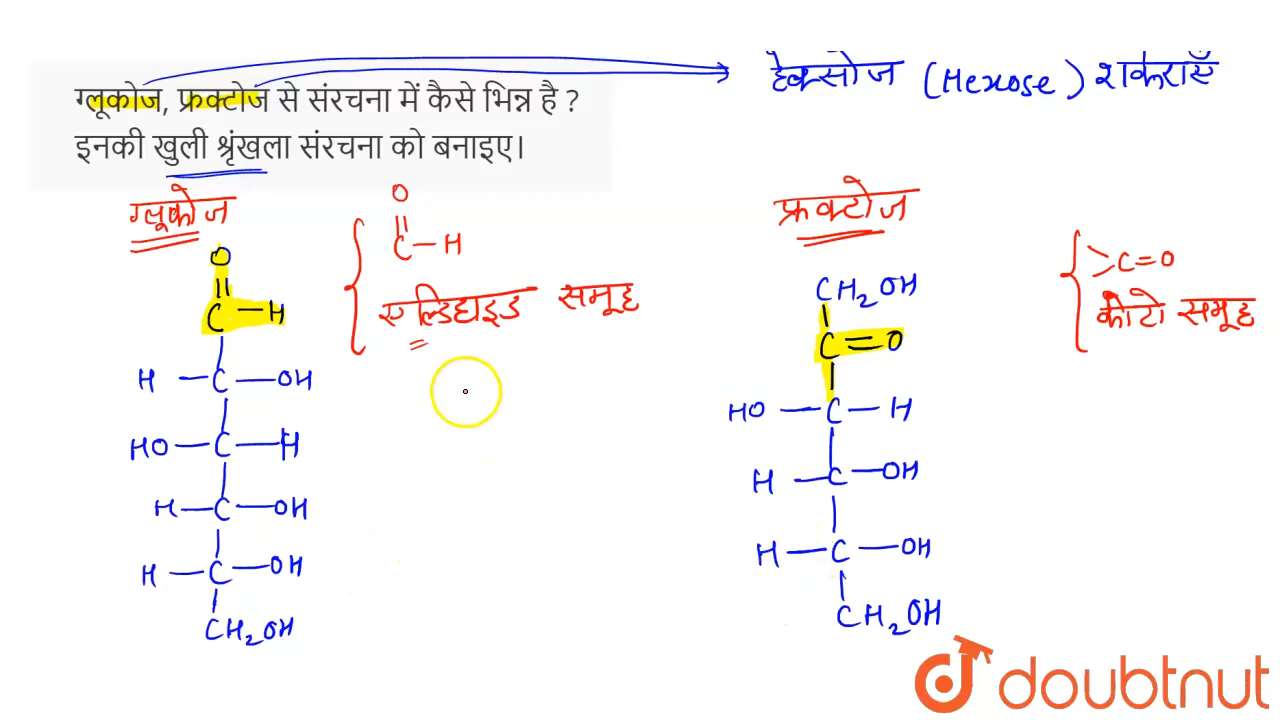 हेक्सोज (Hexose) शर्कराएँ
ग्लूकोज, फ्रक्टोज से संरचना में कैसे भिन्न है ?
इनकी खुली श्रृंखला संरचना को बनाइए।
ग्लूकोज
O
||
C — H
H — C — OH
HO — C — H
H — C — OH
H — C — OH
CH2OH
O
||
C — H
एल्डिहाइड समूह
फ्रक्टोज
CH2OH
C = O
HO — C — H
H — C — OH
H — C — OH
CH2OH
>C=O
कीटो समूह
doubtnut